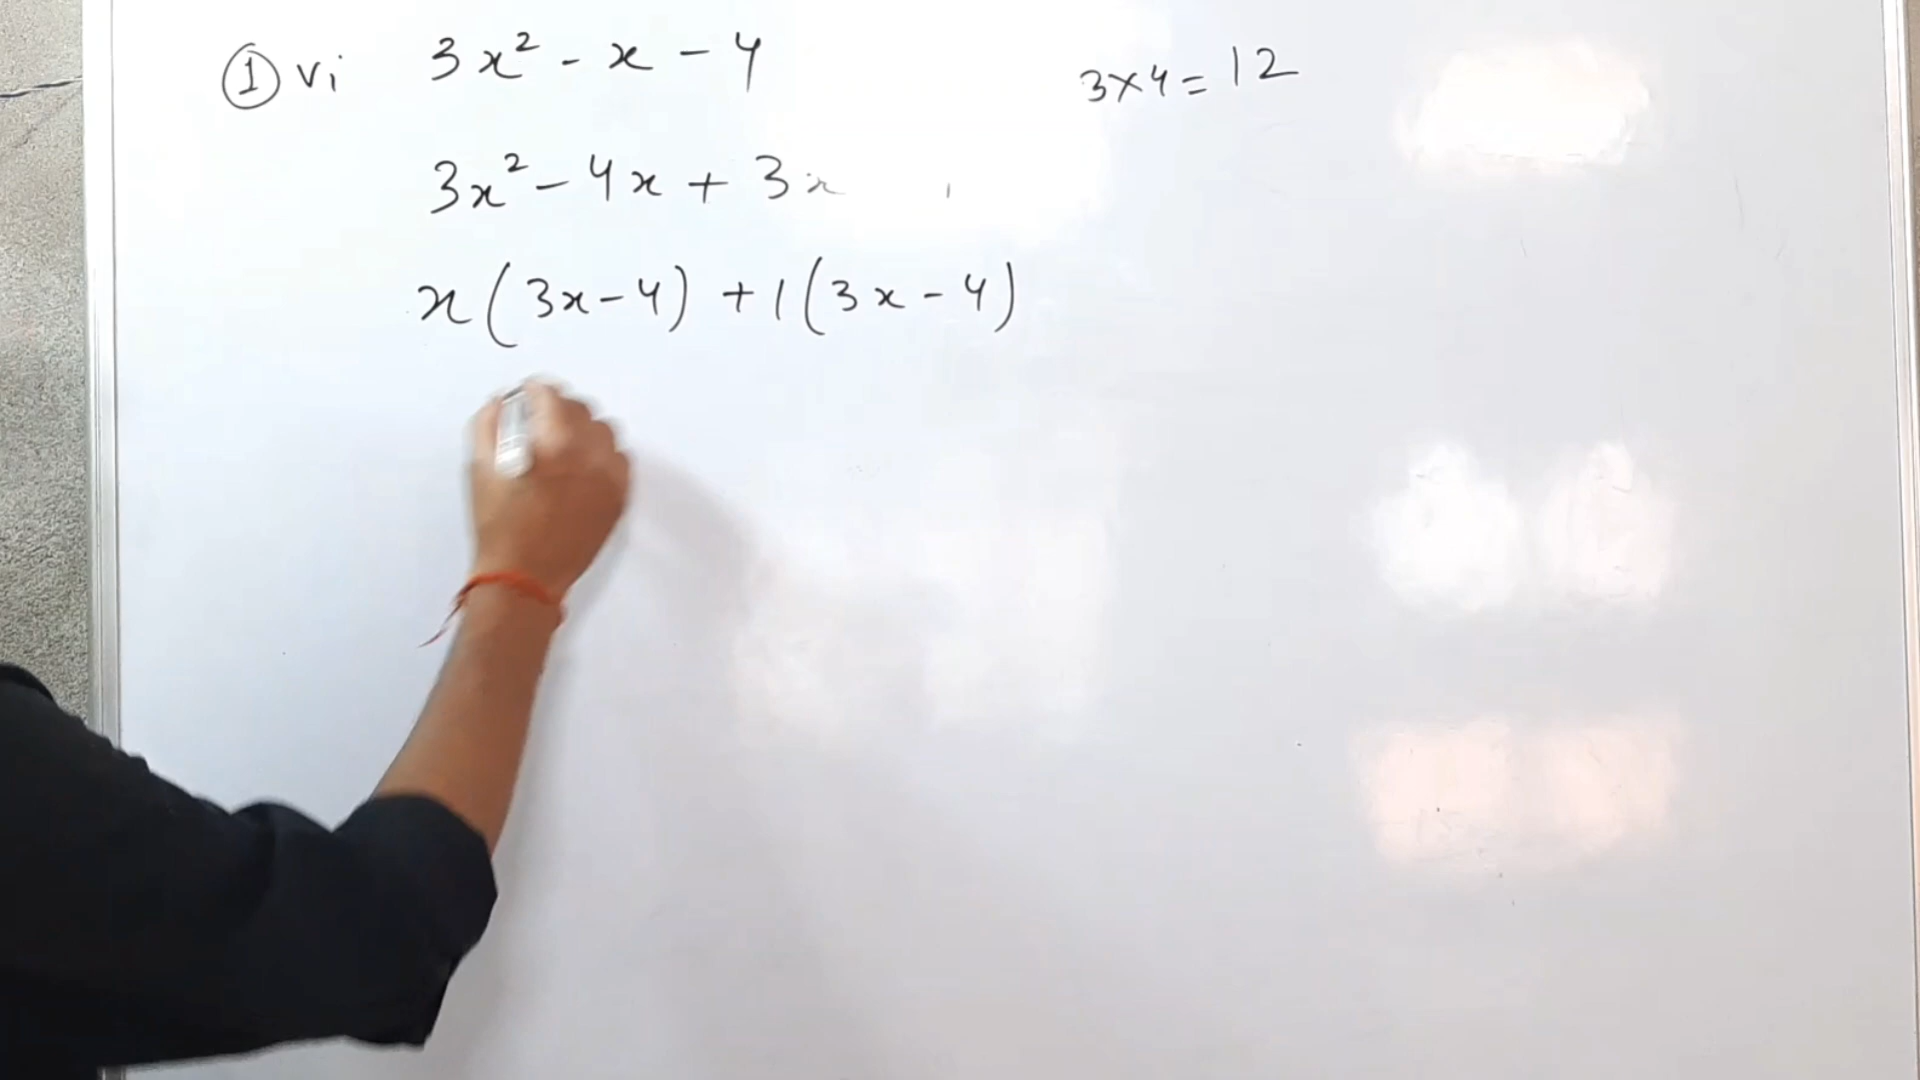 ① vi 3x² - x - 4
3×4 = 12
3x² - 4x + 3x
x(3x-4) +1(3x-4)